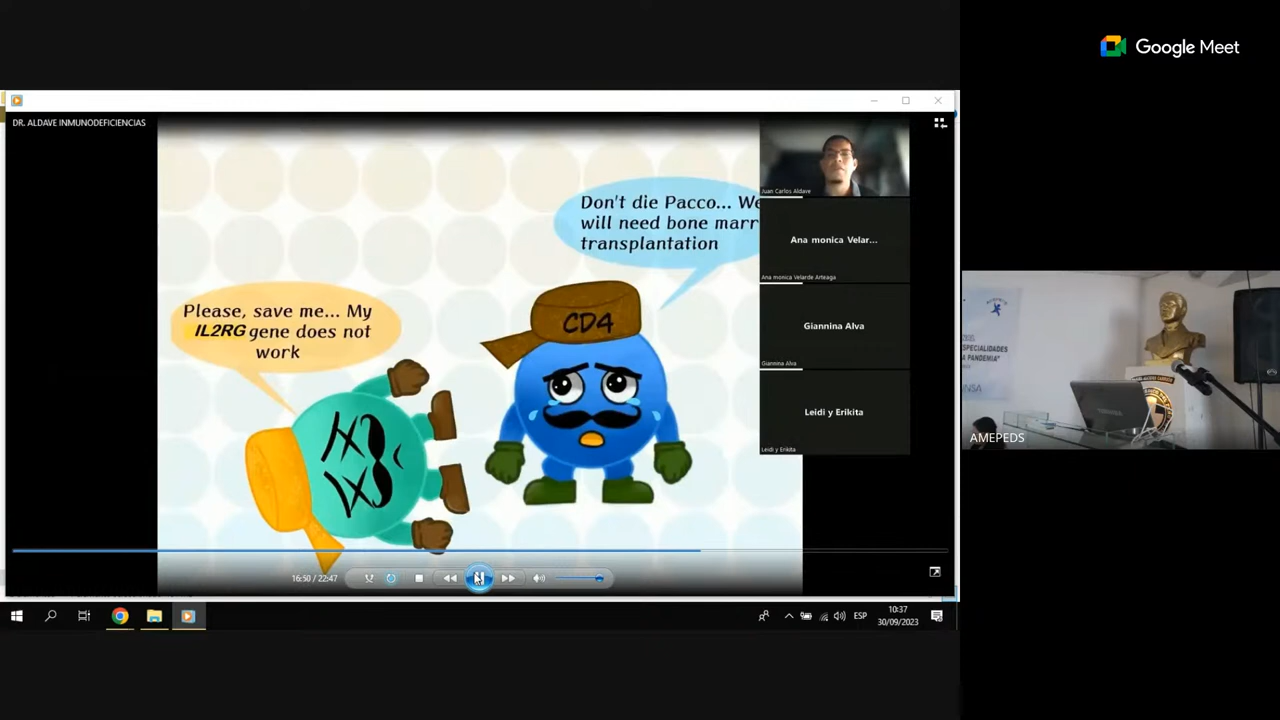 Google Meet
DR. ALDAVE INMUNODEFICIENCIAS
Don't die Pacco... We
will need bone marr
transplantation
Please, save me... My
IL2RG gene does not
work
CD4
Juan Carlos Aldave
Ana monica Velar...
Ana monica Velarde Arteaga
Giannina Alva
Giannina Alva
Leidi y Erikita
Leidi y Erikita
ESPECIALIDADES
PANDEMIA"
AMEPEDS
16:50 / 22:47
ESP
10:37
30/09/2023